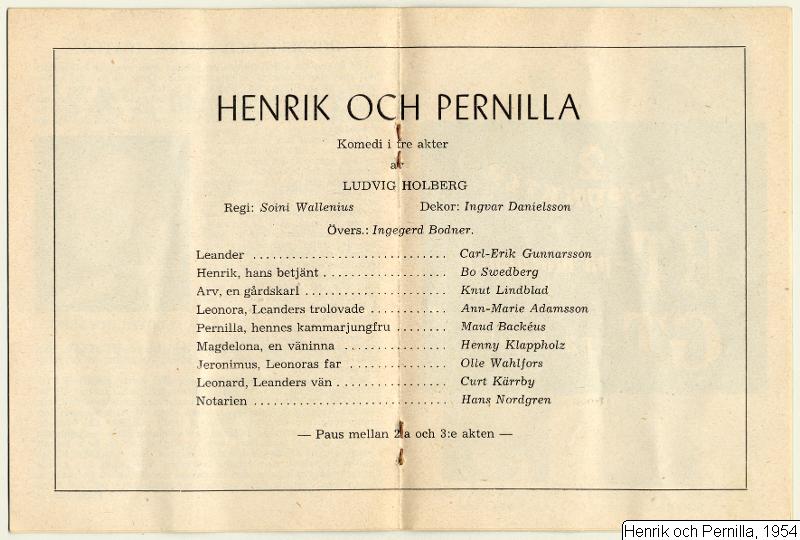 HENRIK OCH PERNILLA
Komedi i tre akter
av
LUDVIG HOLBERG
Regi: Soini Wallenius Dekor: Ingvar Danielsson
Övers.: Ingegerd Bodner.
Leander .............................. Carl-Erik Gunnarsson
Henrik, hans betjänt ................... Bo Swedberg
Arv, en gårdskarl ...................... Knut Lindblad
Leonora, Leanders trolovade ............ Ann-Marie Adamsson
Pernilla, hennes kammarjungfru ........ Maud Backéus
Magdelona, en väninna ................ Henny Klappholz
Jeronimus, Leonoras far ............... Olle Wahlfors
Leonard, Leanders vän ................. Curt Kärrby
Notarien .............................. Hans Nordgren
— Paus mellan 2:a och 3:e akten —
Henrik och Pernilla, 1954